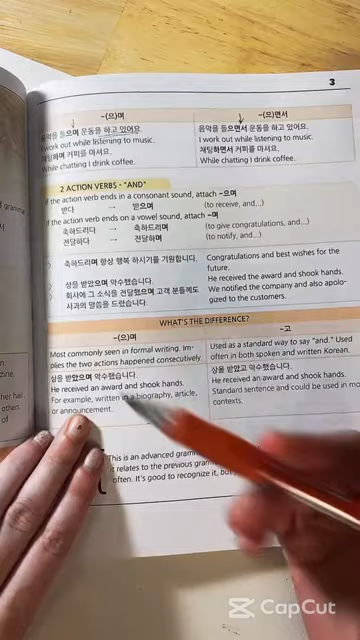 3
-(으)며
-(으)면서
음악을 들으며 운동을 하고 있어요.
I work out while listening to music.
채팅하며 커피를 마셔요.
While chatting I drink coffee.
음악을 들으면서 운동을 하고 있어요.
I work out while listening to music.
채팅하면서 커피를 마셔요.
While chatting I drink coffee.
2 ACTION VERBS - "AND"
If the action verb ends in a consonant sound, attach -으며
받다 → 받으며 (to receive, and...)
If the action verb ends on a vowel sound, attach -며
축하드리다 → 축하드리며 (to give congratulations, and...)
전달하다 → 전달하며 (to notify, and...)
축하드리며 항상 행복 하시기를 기원합니다.
Congratulations and best wishes for the
future.
상을 받았으며 악수했습니다.
He received the award and shook hands.
회사에 그 소식을 전달했으며 고객 분들께도
사과의 말씀을 드렸습니다.
We notified the company and also apolo-
gized to the customers.
WHAT'S THE DIFFERENCE?
-(으)며
-고
Most commonly seen in formal writing. Im-
plies the two actions happened consecutively.
Used as a standard way to say "and." Used
often in both spoken and written Korean.
상을 받았으며 악수했습니다.
He received an award and shook hands.
For example, written in a biography, article,
or announcement.
상을 받았고 악수했습니다.
He received an award and shook hands.
Standard sentence and could be used in mo
contexts.
This is an advanced gramm
it relates to the previous gram
often. It's good to recognize it, but
f grammar
her hair.
others.
of
CapCut